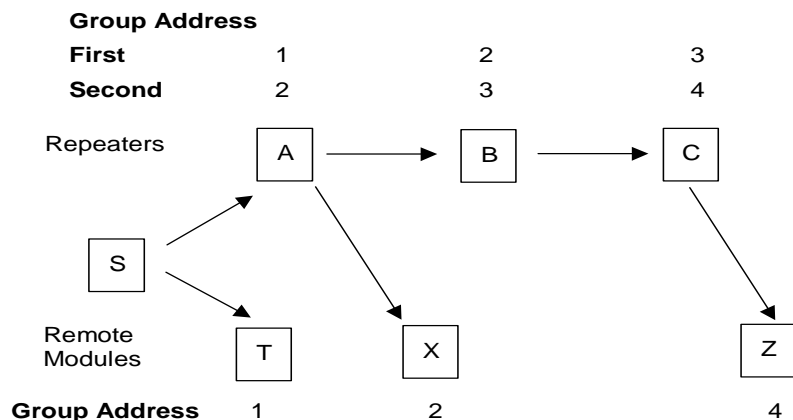 Group Address
First 1 2 3
Second 2 3 4
Repeaters A B C
S
Remote
Modules
T X Z
Group Address 1 2 4